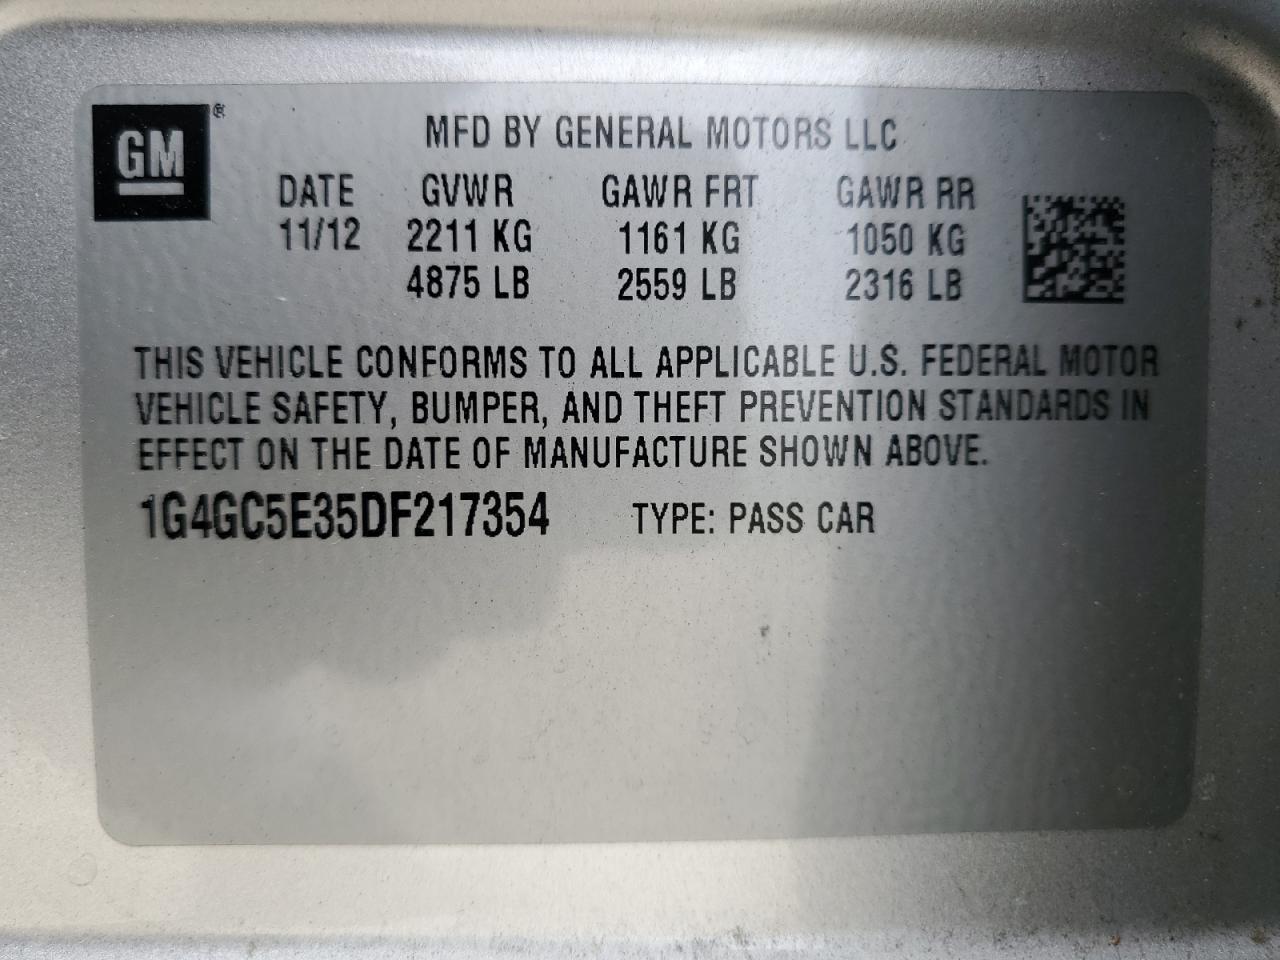 GM®
MFD BY GENERAL MOTORS LLC
DATE GVWR GAWR FRT GAWR RR
11/12 2211 KG 1161 KG 1050 KG
4875 LB 2559 LB 2316 LB
THIS VEHICLE CONFORMS TO ALL APPLICABLE U.S. FEDERAL MOTOR
VEHICLE SAFETY, BUMPER, AND THEFT PREVENTION STANDARDS IN
EFFECT ON THE DATE OF MANUFACTURE SHOWN ABOVE.
1G4GC5E35DF217354 TYPE: PASS CAR